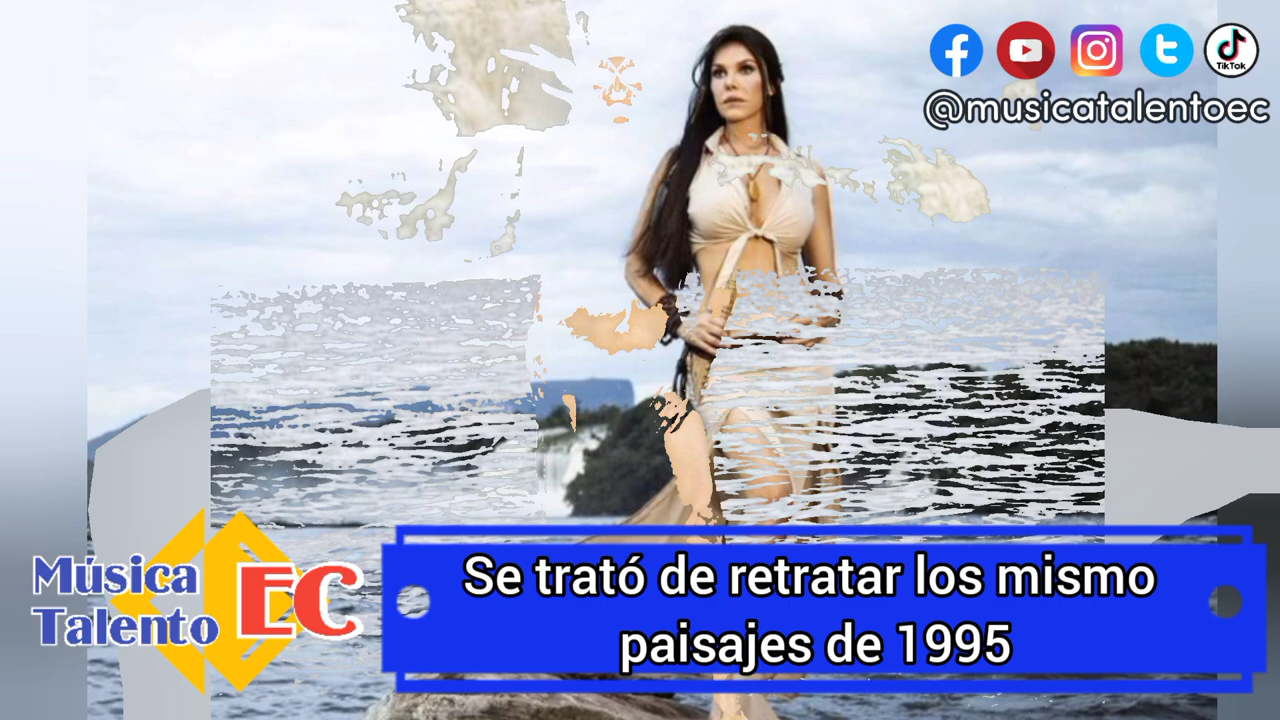 TikTok
@musicatalentoec
Música
Talento
EC
Se trató de retratar los mismo
paisajes de 1995